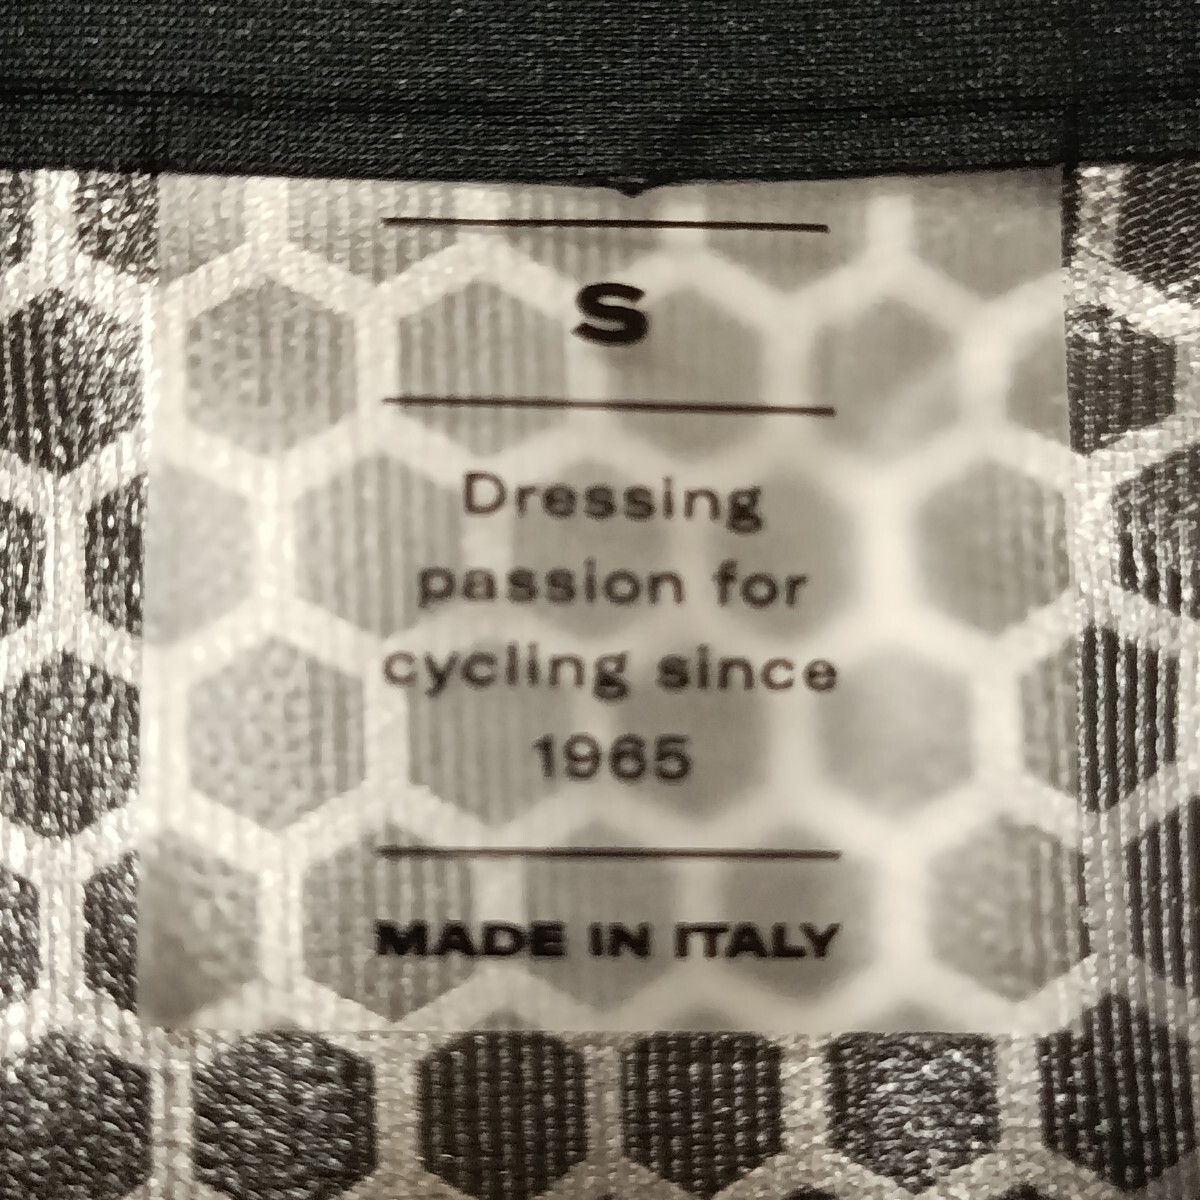 S
Dressing
passion for
cycling since
1965
MADE IN ITALY